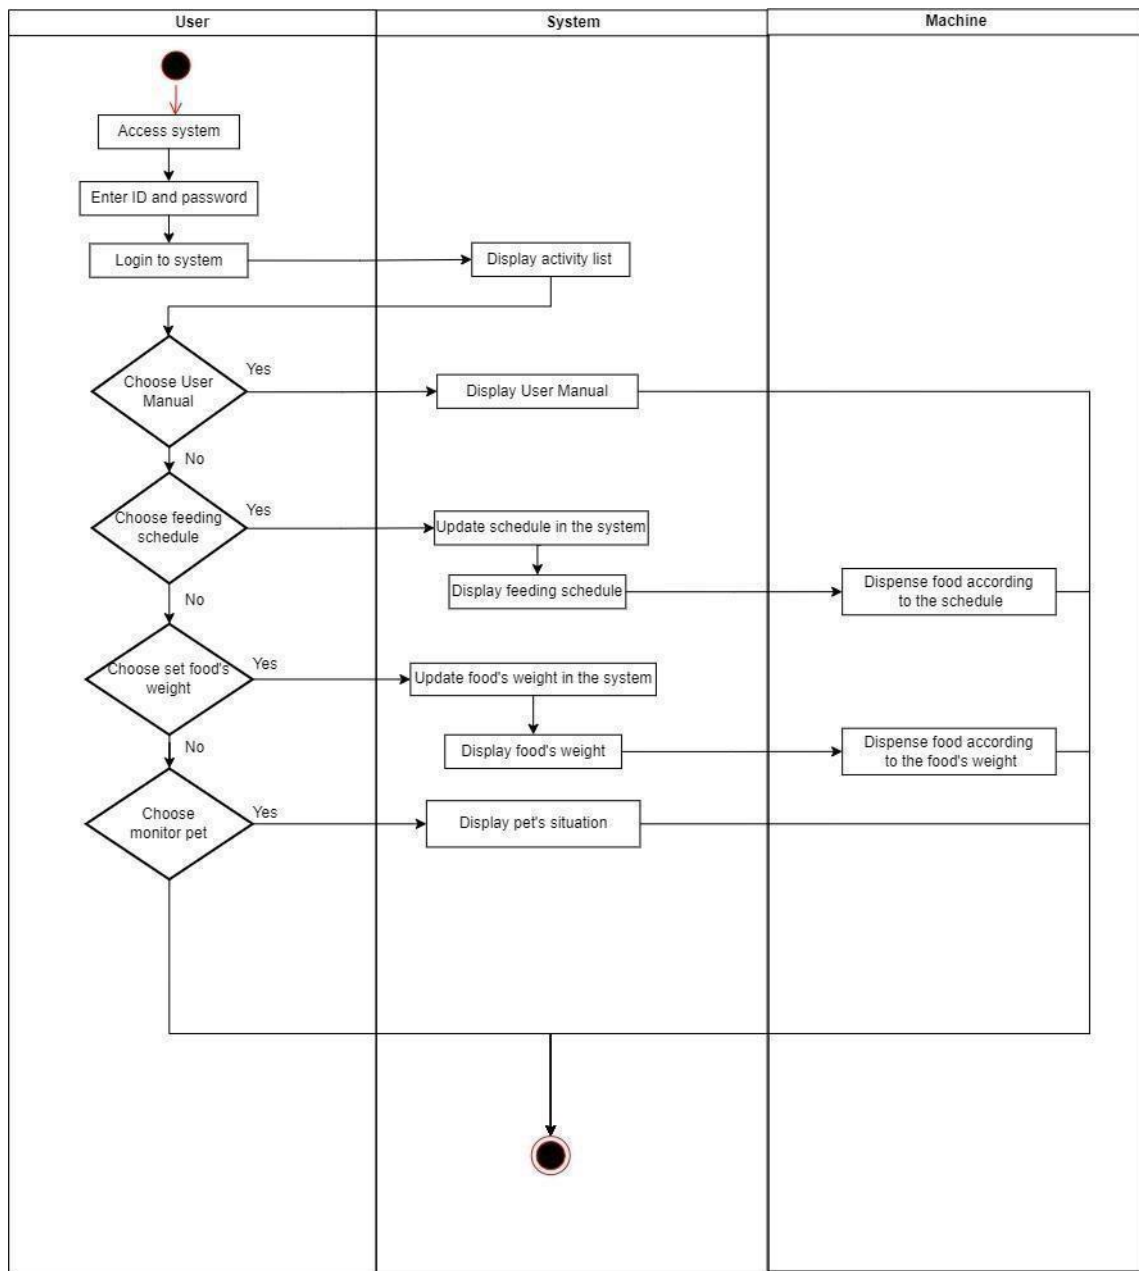 User
System
Machine
Access system
Enter ID and password
Login to system
Display activity list
Choose User
Manual
Yes
Display User Manual
No
Choose feeding
schedule
Yes
Update schedule in the system
Display feeding schedule
Dispense food according
to the schedule
No
Choose set food's
weight
Yes
Update food's weight in the system
Display food's weight
Dispense food according
to the food's weight
No
Choose
monitor pet
Yes
Display pet's situation